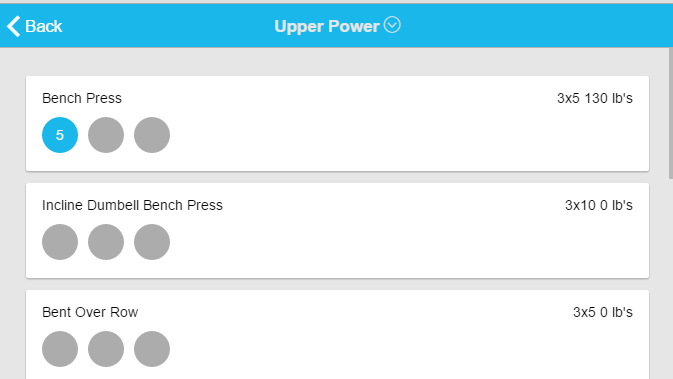 Back
Upper Power
Bench Press 3x5 130 lb's
5
Incline Dumbell Bench Press 3x10 0 lb's
Bent Over Row 3x5 0 lb's